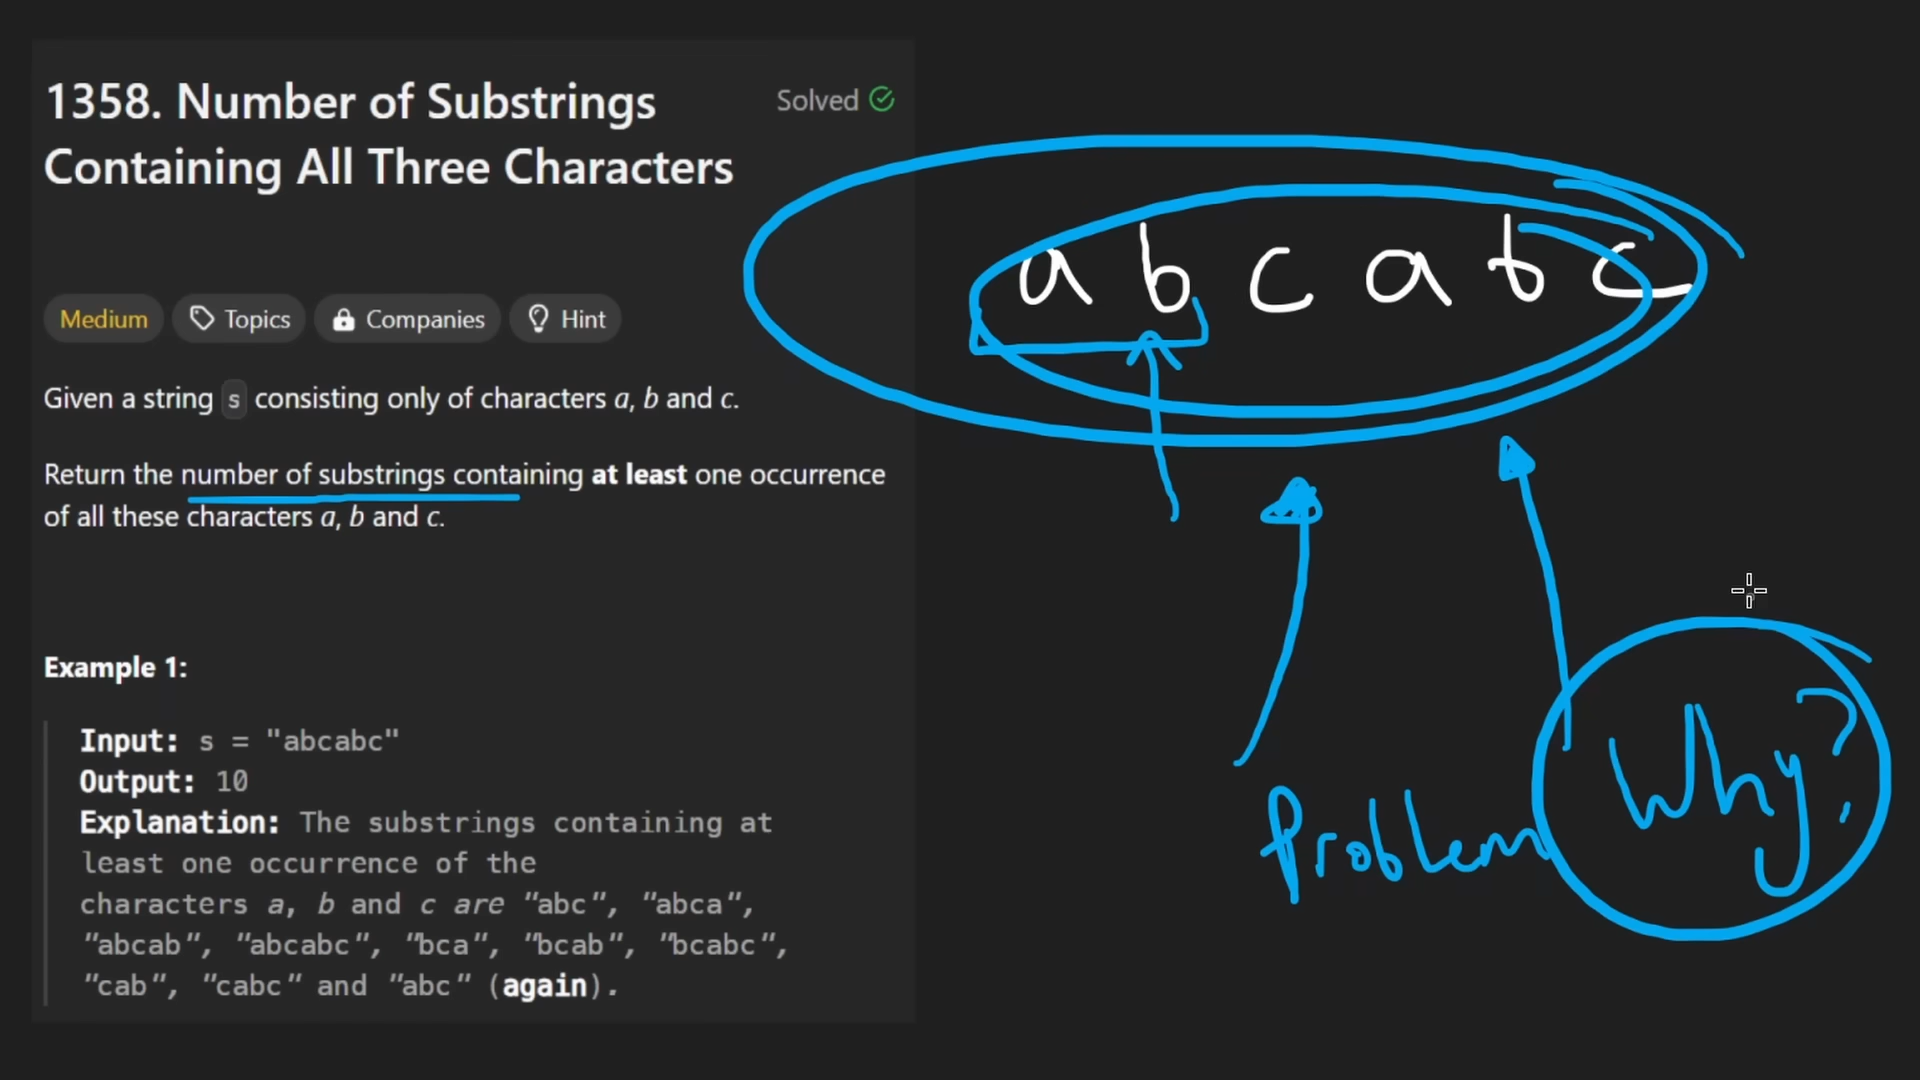 1358. Number of Substrings
Containing All Three Characters
Solved
Medium
Topics
Companies
Hint
Given a string s consisting only of characters a, b and c.
Return the number of substrings containing at least one occurrence
of all these characters a, b and c.
Example 1:
Input: s = "abcabc"
Output: 10
Explanation: The substrings containing at
least one occurrence of the
characters a, b and c are "abc", "abca",
"abcab", "abcabc", "bca", "bcab", "bcabc",
"cab", "cabc" and "abc" (again).
a b c a b c
Problem
Why?